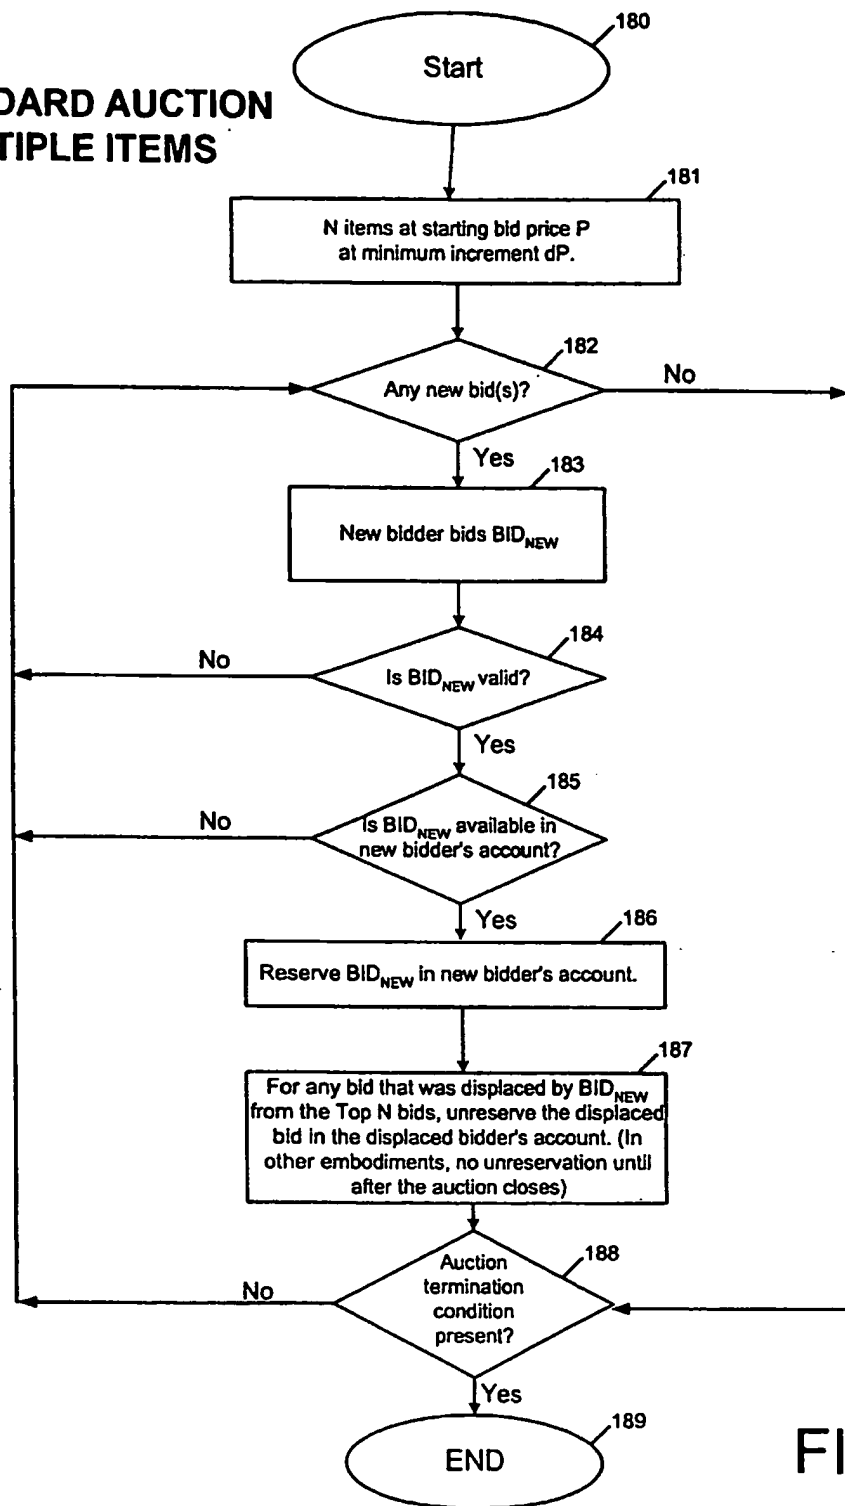 180
Start
DARD AUCTION
TIPLE ITEMS
181
N items at starting bid price P
at minimum increment dP.
182
Any new bid(s)?
No
Yes
183
New bidder bids BIDNEW
184
No
Is BIDNEW valid?
Yes
185
No
Is BIDNEW available in
new bidder's account?
Yes
186
Reserve BIDNEW in new bidder's account.
187
For any bid that was displaced by BIDNEW
from the Top N bids, unreserve the displaced
bid in the displaced bidder's account. (In
other embodiments, no unreservation until
after the auction closes)
188
Auction
termination
condition
present?
No
Yes
189
END
FI